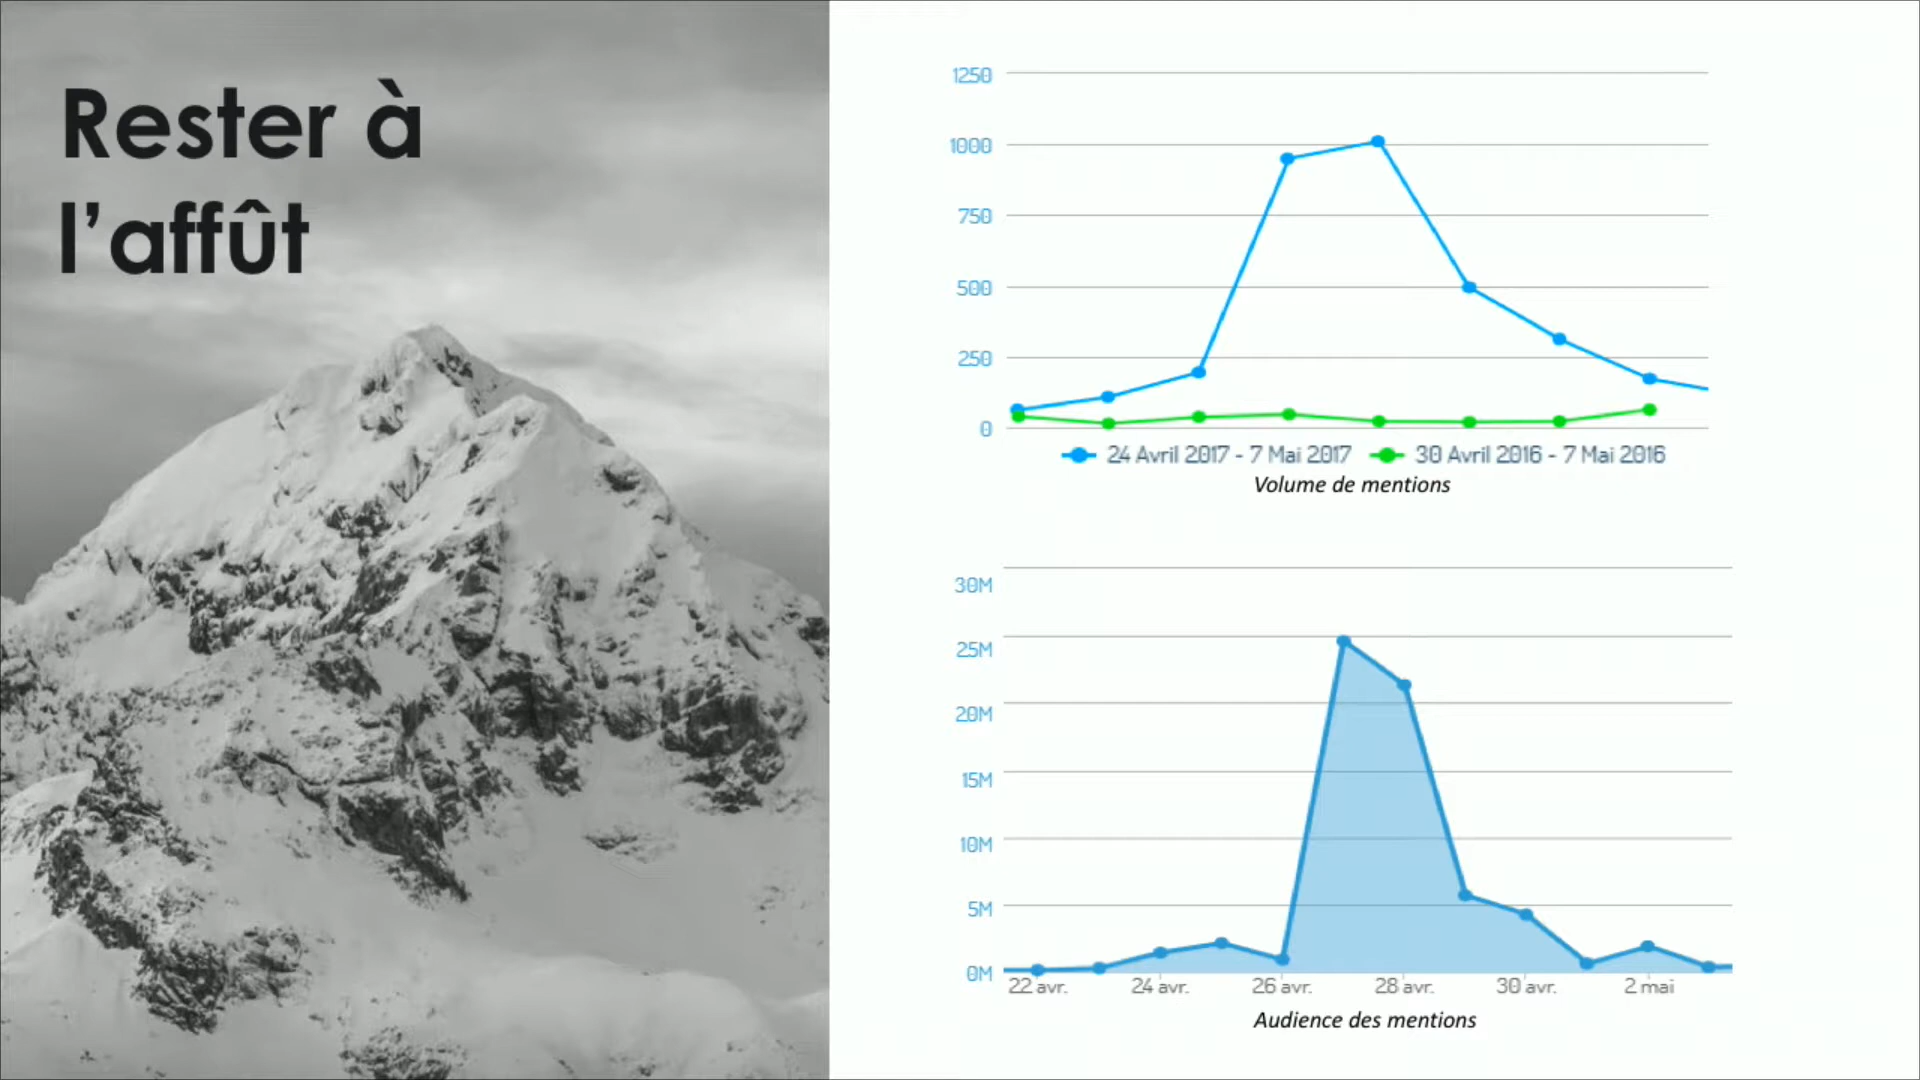 Rester à
l’affût
1250
1000
750
500
250
0
24 Avril 2017 - 7 Mai 2017
30 Avril 2016 - 7 Mai 2016
Volume de mentions
30M
25M
20M
15M
10M
5M
0M
22 avr.
24 avr.
26 avr.
28 avr.
30 avr.
2 mai
Audience des mentions